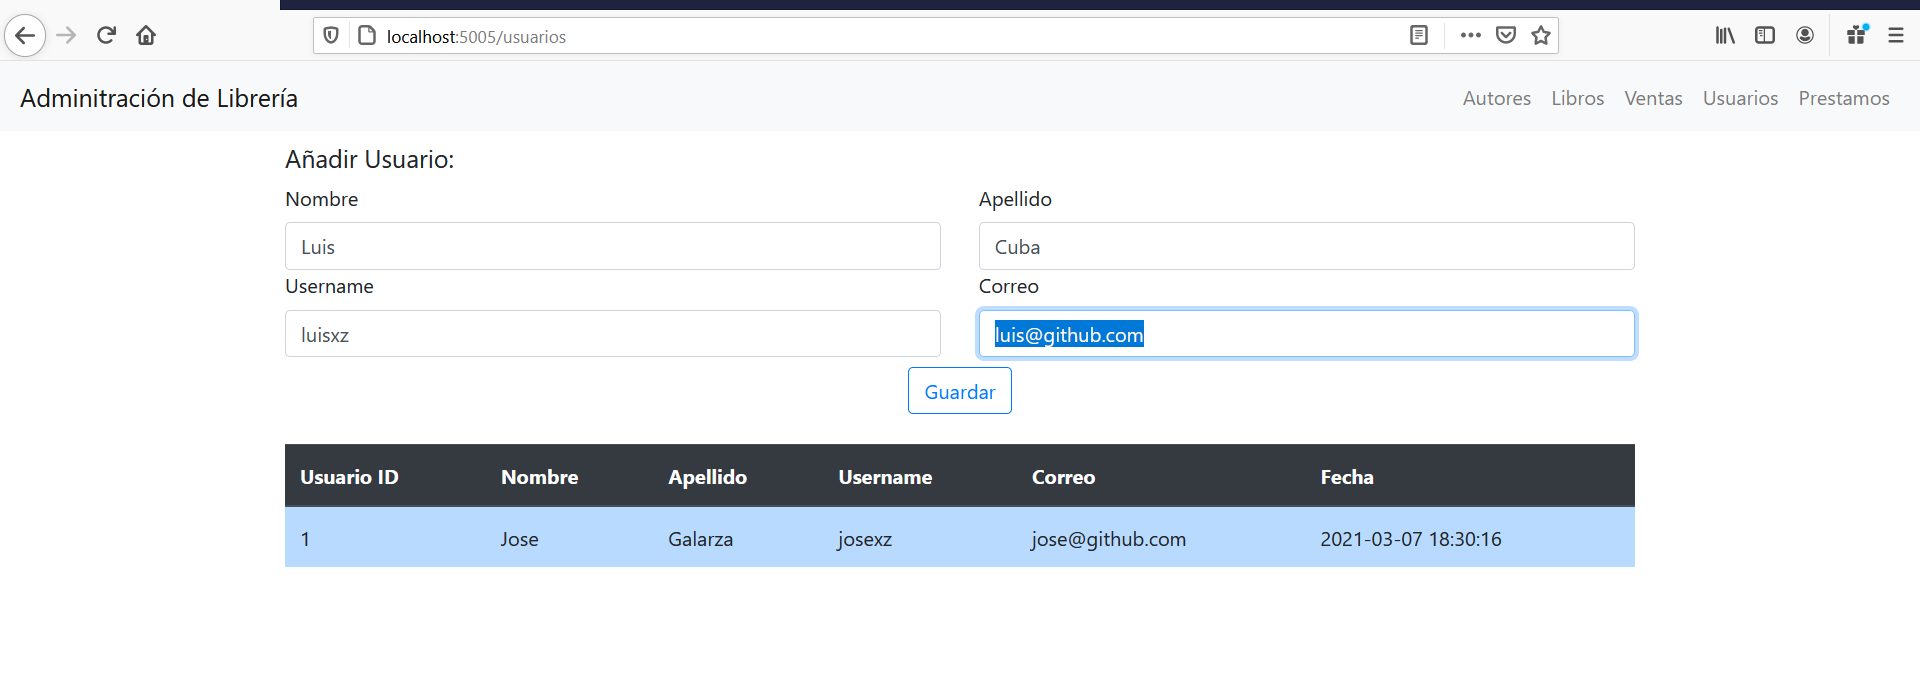 localhost:5005/usuarios
Adminitración de Librería Autores Libros Ventas Usuarios Prestamos
Añadir Usuario:
Nombre Apellido
Luis Cuba
Username Correo
luisxz luis@github.com
Guardar
Usuario ID Nombre Apellido Username Correo Fecha
1 Jose Galarza josexz jose@github.com 2021-03-07 18:30:16